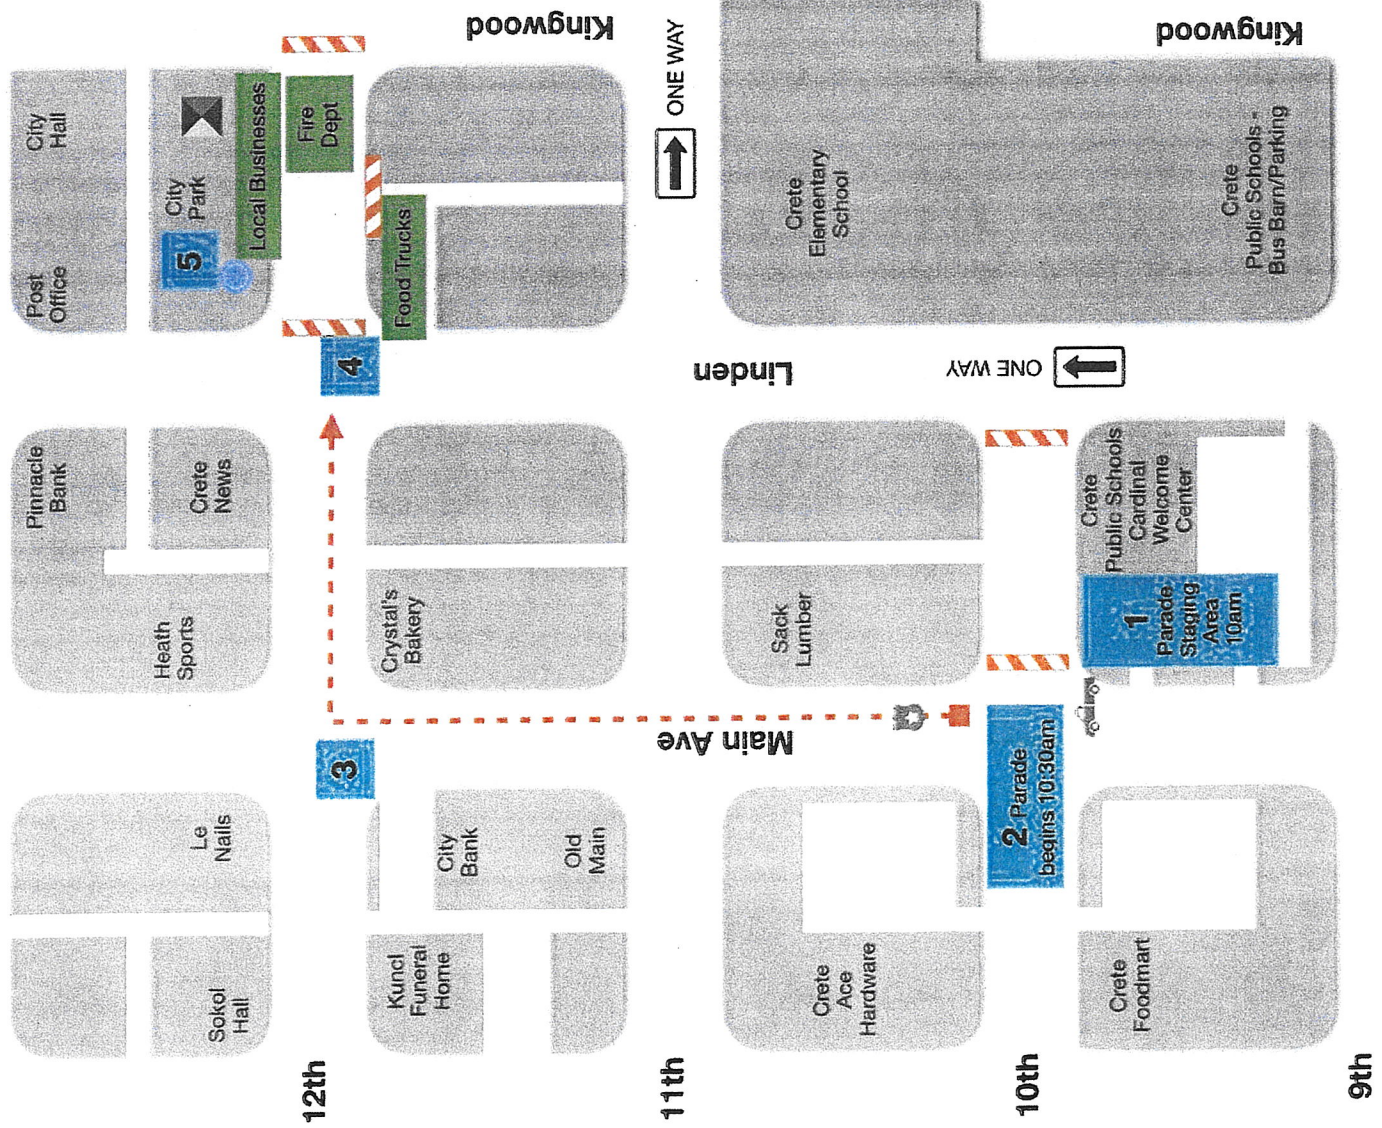 Kingwood
Kingwood
City
Hall
Post
Office
City
Park
5
Local Businesses
Fire
Dept
Food Trucks
ONE WAY
Crete
Elementary
School
Crete
Public Schools -
Bus Barn/Parking
4
Linden
ONE WAY
Pinnacle
Bank
Crete
News
Heath
Sports
Crystal's
Bakery
Sack
Lumber
Crete
Public Schools
Cardinal
Welcome
Center
1
Parade
Staging
Area
10am
3
Main Ave
2 Parade
begins 10:30am
Le
Nails
Sokol
Hall
City
Bank
Old
Main
Kuncl
Funeral
Home
Crete
Ace
Hardware
Crete
Foodmart
12th
11th
10th
9th